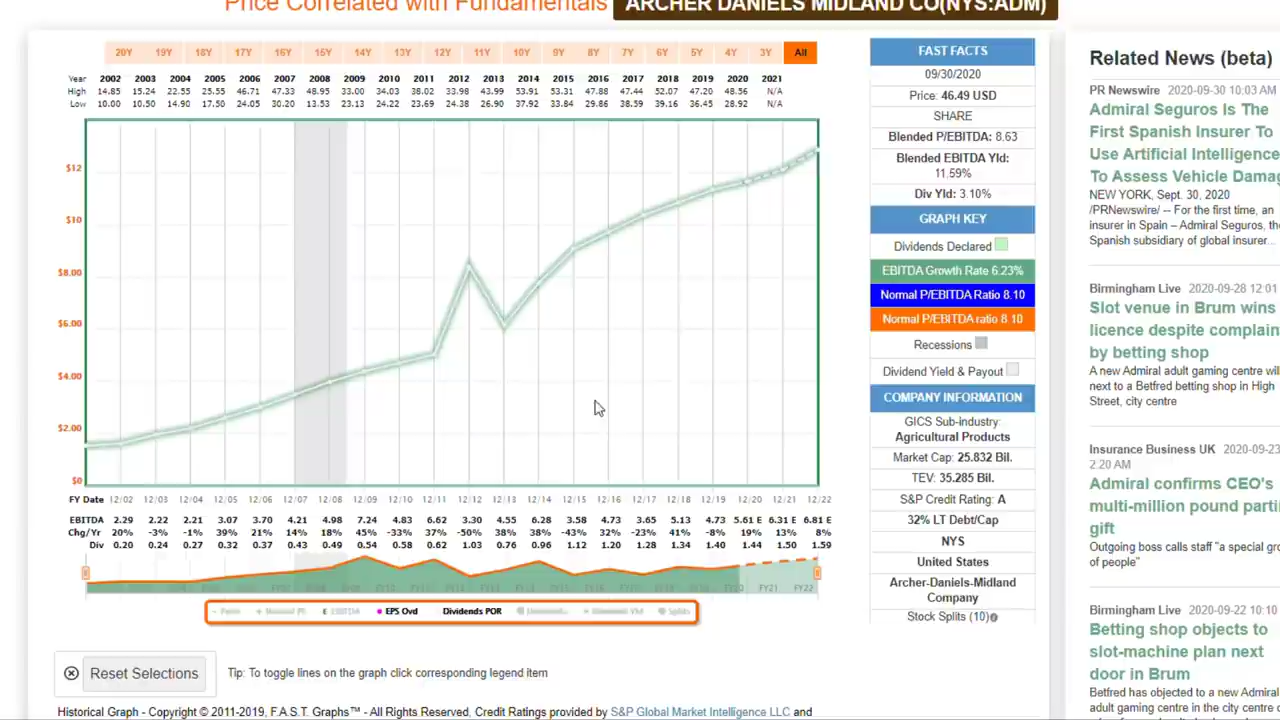 Price Correlated with Fundamentals ARCHER DANIELS MIDLAND CO(NYS:ADM)
20Y 19Y 18Y 17Y 16Y 15Y 14Y 13Y 12Y 11Y 10Y 9Y 8Y 7Y 6Y 5Y 4Y 3Y All
Year 2002 2003 2004 2005 2006 2007 2008 2009 2010 2011 2012 2013 2014 2015 2016 2017 2018 2019 2020 2021
High 14.85 15.24 22.55 25.55 46.71 47.33 48.95 33.00 34.03 38.02 33.98 43.99 53.91 53.31 47.88 47.44 52.07 47.20 48.56 N/A
Low 10.00 10.50 14.90 17.50 24.05 30.20 13.53 23.13 24.22 23.69 24.38 26.90 37.92 33.84 29.86 38.59 39.16 36.45 28.92 N/A
$12
$10
$8.00
$6.00
$4.00
$2.00
$0
FY Date 12/02 12/03 12/04 12/05 12/06 12/07 12/08 12/09 12/10 12/11 12/12 12/13 12/14 12/15 12/16 12/17 12/18 12/19 12/20 12/21 12/22
EBITDA 2.29 2.22 2.21 3.07 3.70 4.21 4.98 7.24 4.83 6.62 3.30 4.55 6.28 3.58 4.73 3.65 5.13 4.73 5.61 E 6.31 E 6.81 E
Chg/Yr 20% -3% -1% 39% 21% 14% 18% 45% -33% 37% -50% 38% 38% -43% 32% -23% 41% -8% 19% 13% 8%
Div 0.20 0.24 0.27 0.32 0.37 0.43 0.49 0.54 0.58 0.62 1.03 0.76 0.96 1.12 1.20 1.28 1.34 1.40 1.44 1.50 1.59
FY20 FY21 FY22
EBITDA EPS Ovd Dividends POR Splits
Reset Selections
Tip: To toggle lines on the graph click corresponding legend item
Historical Graph - Copyright © 2011-2019, F.A.S.T. Graphs™ - All Rights Reserved, Credit Ratings provided by S&P Global Market Intelligence LLC and
FAST FACTS
09/30/2020
Price: 46.49 USD
SHARE
Blended P/EBITDA: 8.63
Blended EBITDA Yld:
11.59%
Div Yld: 3.10%
GRAPH KEY
Dividends Declared
EBITDA Growth Rate 6.23%
Normal P/EBITDA Ratio 8.10
Normal P/EBITDA ratio 8.10
Recessions
Dividend Yield & Payout
COMPANY INFORMATION
GICS Sub-industry:
Agricultural Products
Market Cap: 25.832 Bil.
TEV: 35.285 Bil.
S&P Credit Rating: A
32% LT Debt/Cap
NYS
United States
Archer-Daniels-Midland
Company
Stock Splits (10)
Related News (beta)
PR Newswire 2020-09-30 10:03 AM
Admiral Seguros Is The
First Spanish Insurer To
Use Artificial Intelligence
To Assess Vehicle Damag
NEW YORK, Sept. 30, 2020
/PRNewswire/ -- For the first time, an
insurer in Spain – Admiral Seguros, the
Spanish subsidiary of global insurer...
Birmingham Live 2020-09-28 12:01
Slot venue in Brum wins
licence despite complain
by betting shop
A new Admiral adult gaming centre will
next to a Betfred betting shop in High
Street, city centre
Insurance Business UK 2020-09-23
2:20 AM
Admiral confirms CEO's
multi-million pound parti
gift
Outgoing boss calls staff "a special gro
of people"
Birmingham Live 2020-09-22 10:10
Betting shop objects to
slot-machine plan next
door in Brum
Betfred has objected to a new Admiral
adult gaming centre in the city centre o